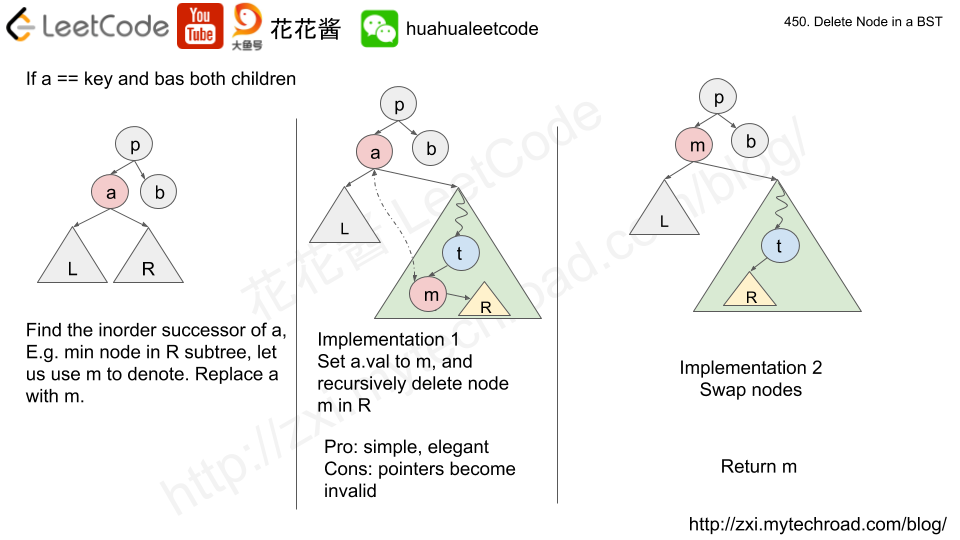 LeetCode
You
Tube
大鱼号
花花酱
huahualeetcode
450. Delete Node in a BST
If a == key and bas both children
p
a
b
L
R
Find the inorder successor of a,
E.g. min node in R subtree, let
us use m to denote. Replace a
with m.
p
a
b
L
t
m
R
Implementation 1
Set a.val to m, and
recursively delete node
m in R
Pro: simple, elegant
Cons: pointers become
invalid
p
m
b
L
t
R
Implementation 2
Swap nodes
Return m
花花酱 LeetCode
http://zxi.mytechroad.com/blog/
http://zxi.mytechroad.com/blog/